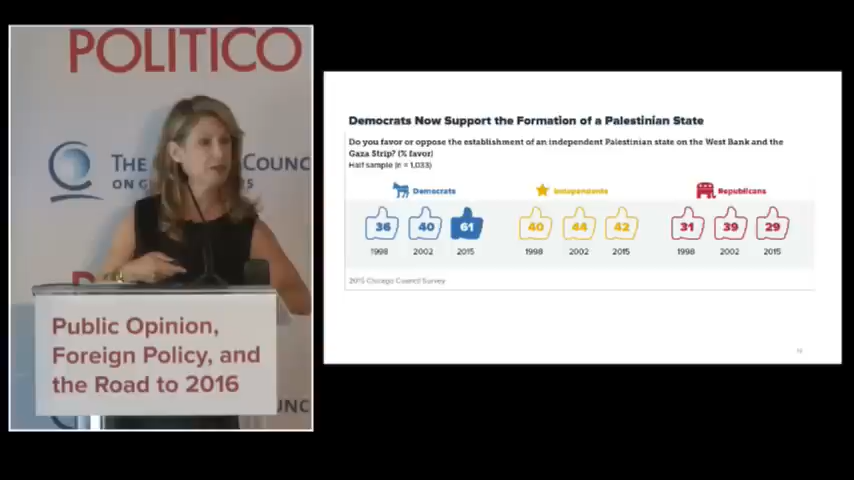 POLITICO
THE COUNC
ON G RS
P
Public Opinion,
Foreign Policy, and
the Road to 2016
UNC
Democrats Now Support the Formation of a Palestinian State
Do you favor or oppose the establishment of an independent Palestinian state on the West Bank and the
Gaza Strip? (% favor)
Half sample (n = 1,033)
Democrats
36 40 61
1998 2002 2015
Independents
40 44 42
1998 2002 2015
Republicans
31 39 29
1998 2002 2015
2015 Chicago Council Survey